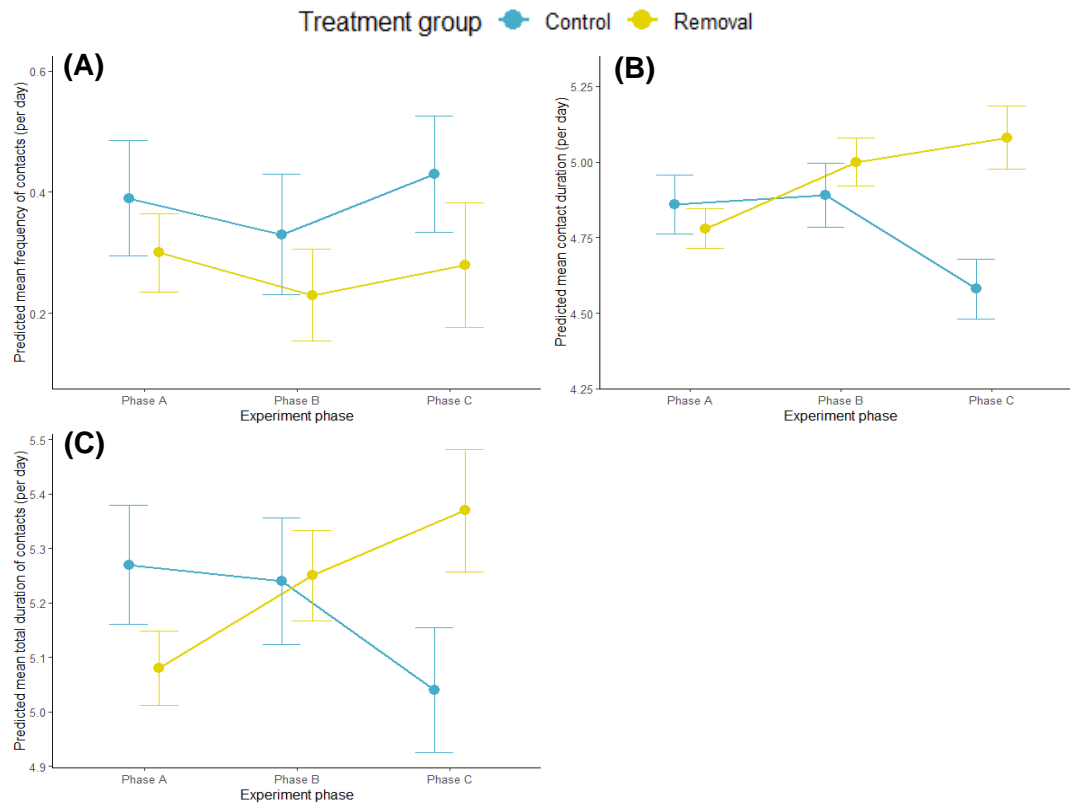 Treatment group Control Removal
(A)
Predicted mean frequency of contacts (per day)
0.6
0.4
0.2
Phase A Phase B Phase C
Experiment phase
(B)
Predicted mean contact duration (per day)
5.25
5.00
4.75
4.50
4.25
Phase A Phase B Phase C
Experiment phase
(C)
Predicted mean total duration of contacts (per day)
5.5
5.4
5.3
5.2
5.1
5.0
4.9
Phase A Phase B Phase C
Experiment phase